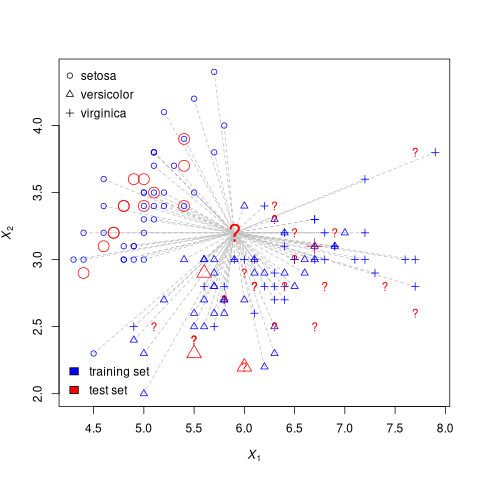 setosa
versicolor
virginica
X2
4.0
3.5
3.0
2.5
2.0
?
? ? ? ? ? ? ? ? ? ? ? ? ? ? ? ? ? ? ?
training set
test set
4.5 5.0 5.5 6.0 6.5 7.0 7.5 8.0
X1